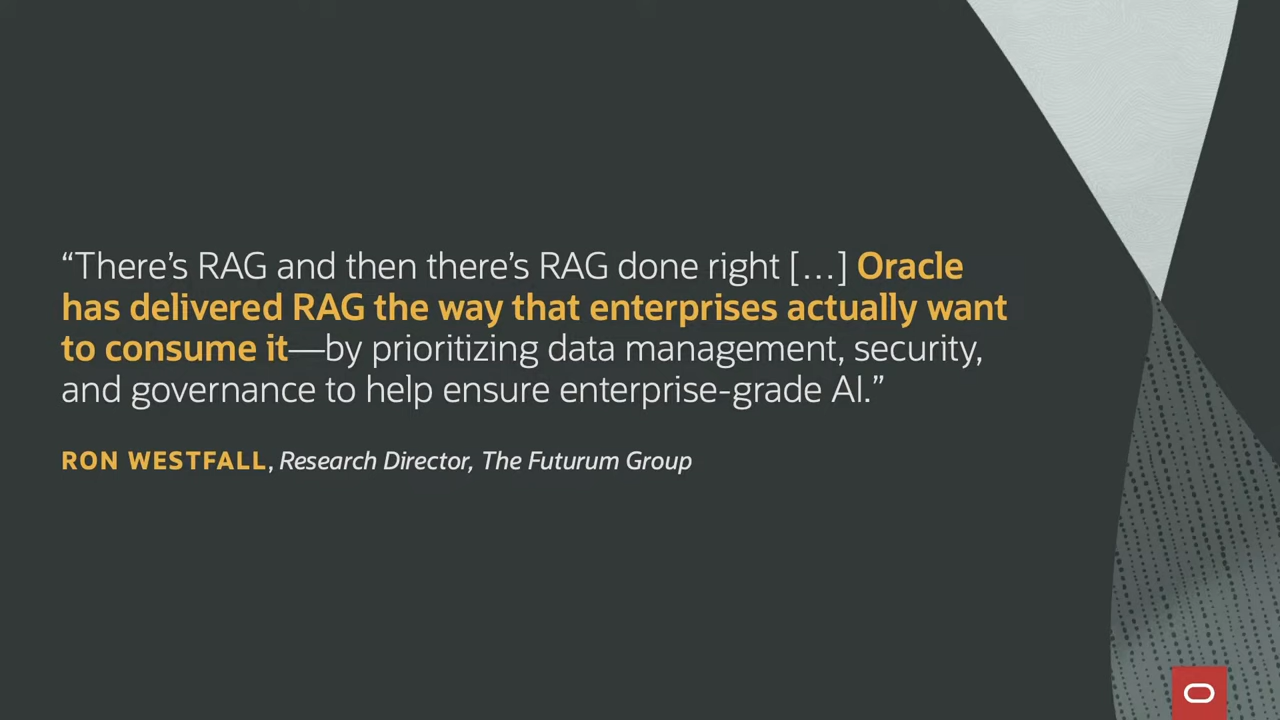 “There’s RAG and then there’s RAG done right […] Oracle
has delivered RAG the way that enterprises actually want
to consume it—by prioritizing data management, security,
and governance to help ensure enterprise-grade AI.”
RON WESTFALL, Research Director, The Futurum Group